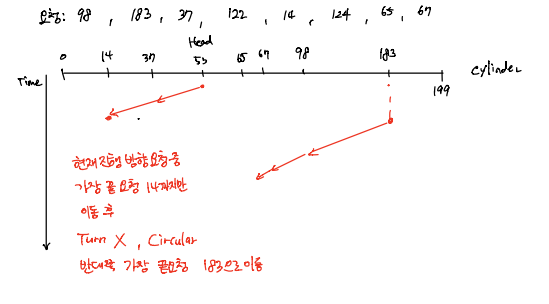 요청: 98, 183, 37, 122, 14, 124, 65, 67
Head
0 14 37 53 65 67 98 183 199
Cylinder
Time
현재 진행 방향 요청 중
가장 끝 요청 14까지만
이동 후
Turn X, Circular
반대쪽 가장 끝요청 183으로 이동